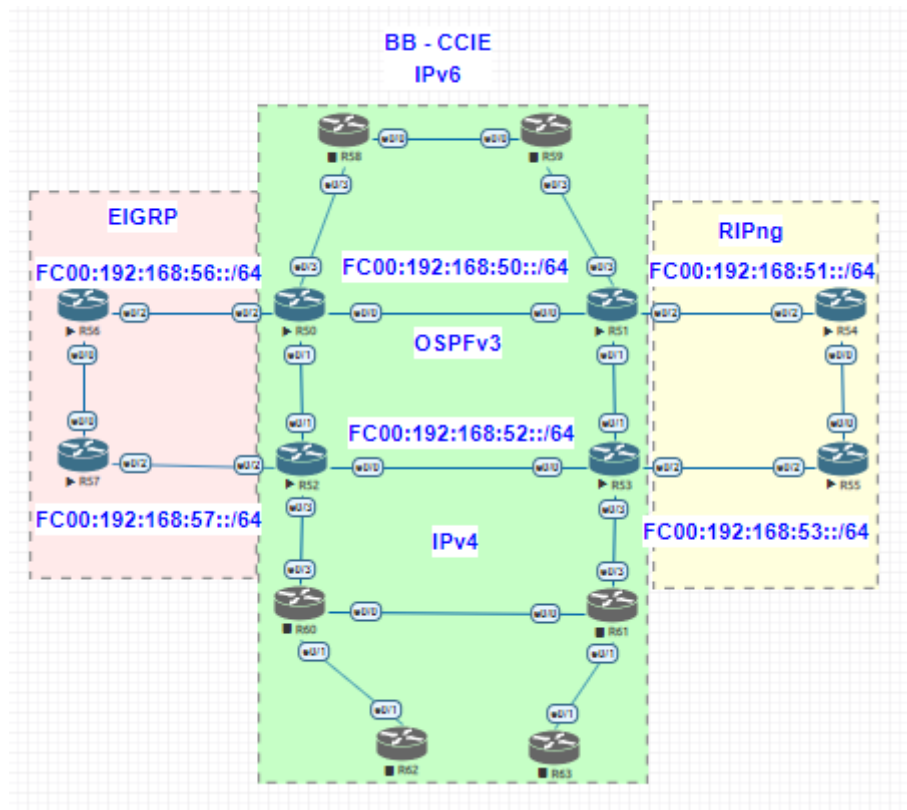 BB - CCIE
IPv6
e0/0
e0/0
R58
R59
e0/3
e0/3
EIGRP
RIPng
FC00:192:168:56::/64
e0/3
FC00:192:168:50::/64
e0/3
FC00:192:168:51::/64
e0/2
e0/2
e0/0
e0/0
e0/2
e0/2
R56
R50
R51
R54
OSPFv3
e0/0
e0/1
e0/1
e0/0
e0/0
e0/1
FC00:192:168:52::/64
e0/1
e0/0
e0/2
e0/2
e0/0
e0/0
e0/2
e0/2
R57
R52
R53
R55
e0/3
e0/3
FC00:192:168:57::/64
IPv4
FC00:192:168:53::/64
e0/3
e0/3
e0/0
e0/0
R60
R61
e0/1
e0/1
e0/1
e0/1
R62
R63